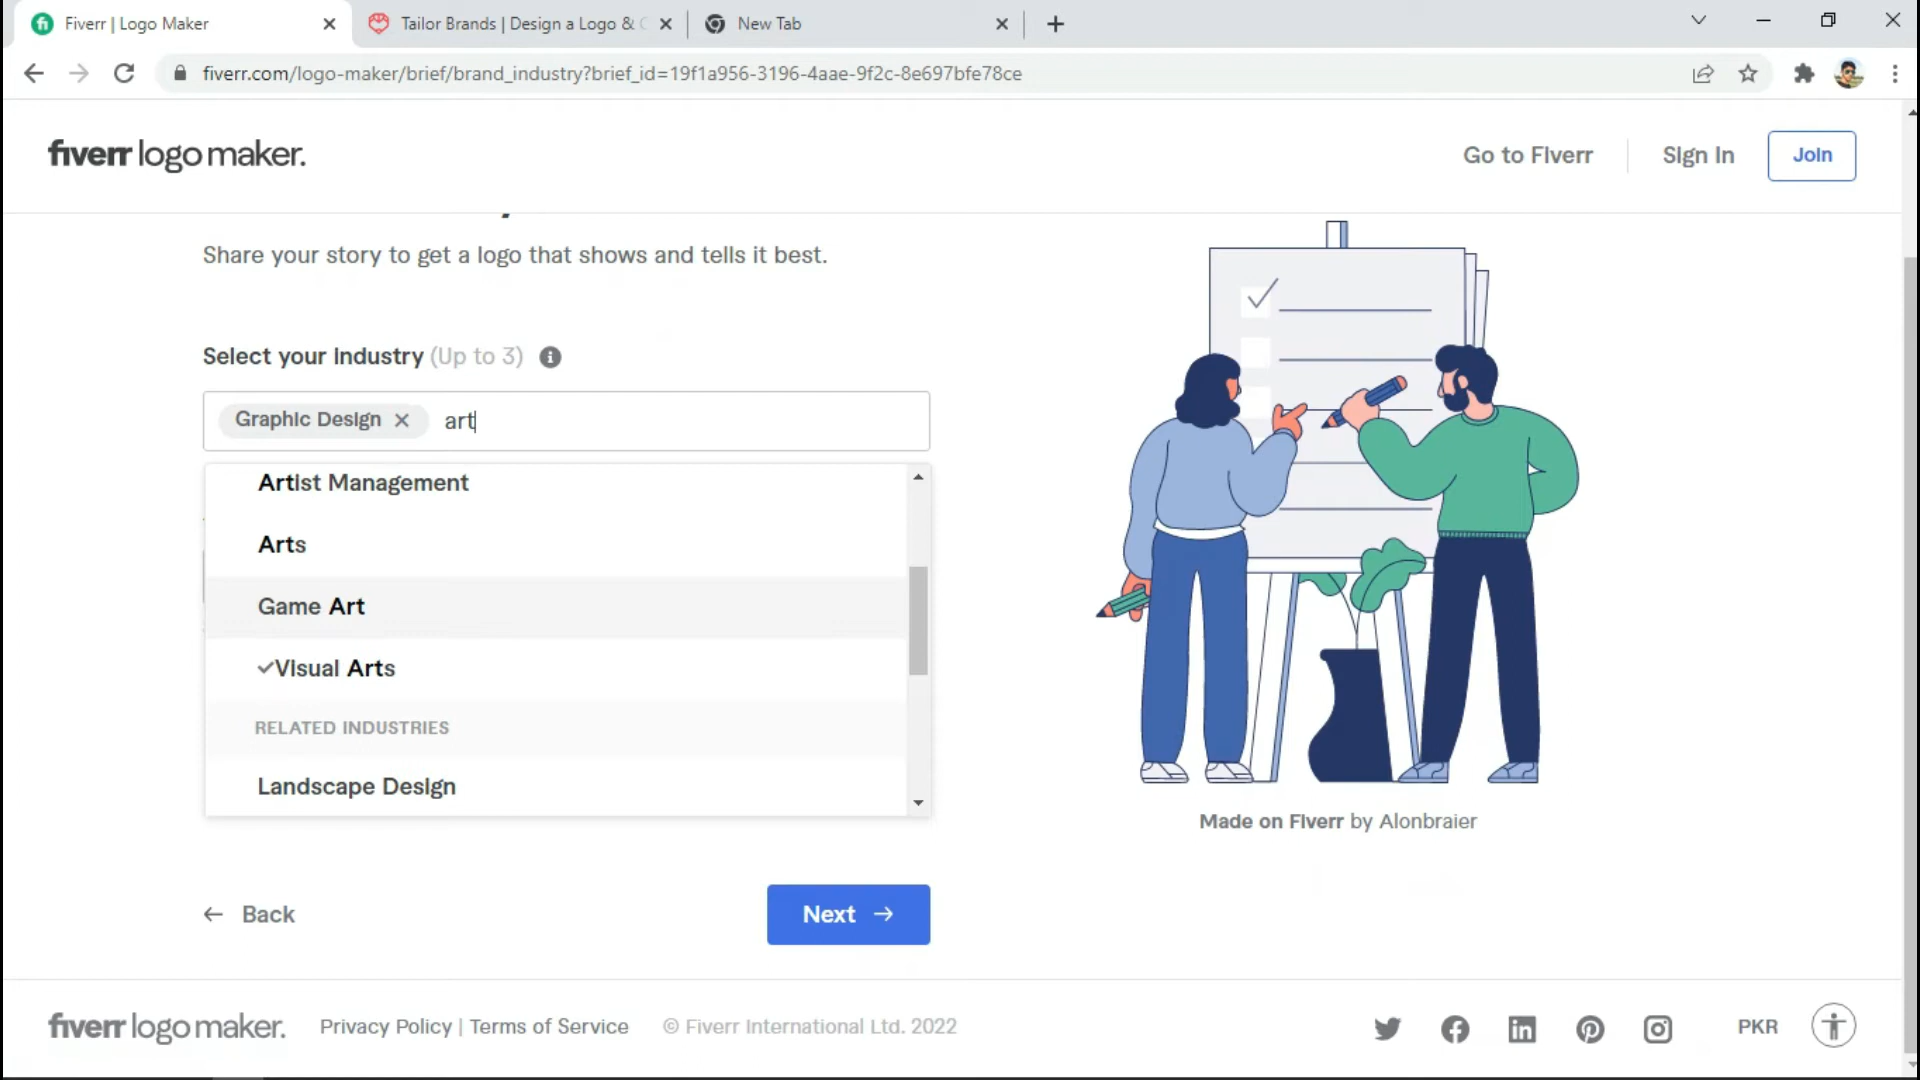 Fiverr | Logo Maker
Tailor Brands | Design a Logo &
New Tab
fiverr.com/logo-maker/brief/brand_industry?brief_id=19f1a956-3196-4aae-9f2c-8e697bfe78ce
fiverr logo maker.
Go to Fiverr
Sign In
Join
Share your story to get a logo that shows and tells it best.
Select your industry (Up to 3)
Graphic Design
art
Artist Management
Arts
Game Art
Visual Arts
RELATED INDUSTRIES
Landscape Design
Made on Fiverr by Alonbraier
Back
Next
fiverr logo maker.
Privacy Policy | Terms of Service
© Fiverr International Ltd. 2022
PKR